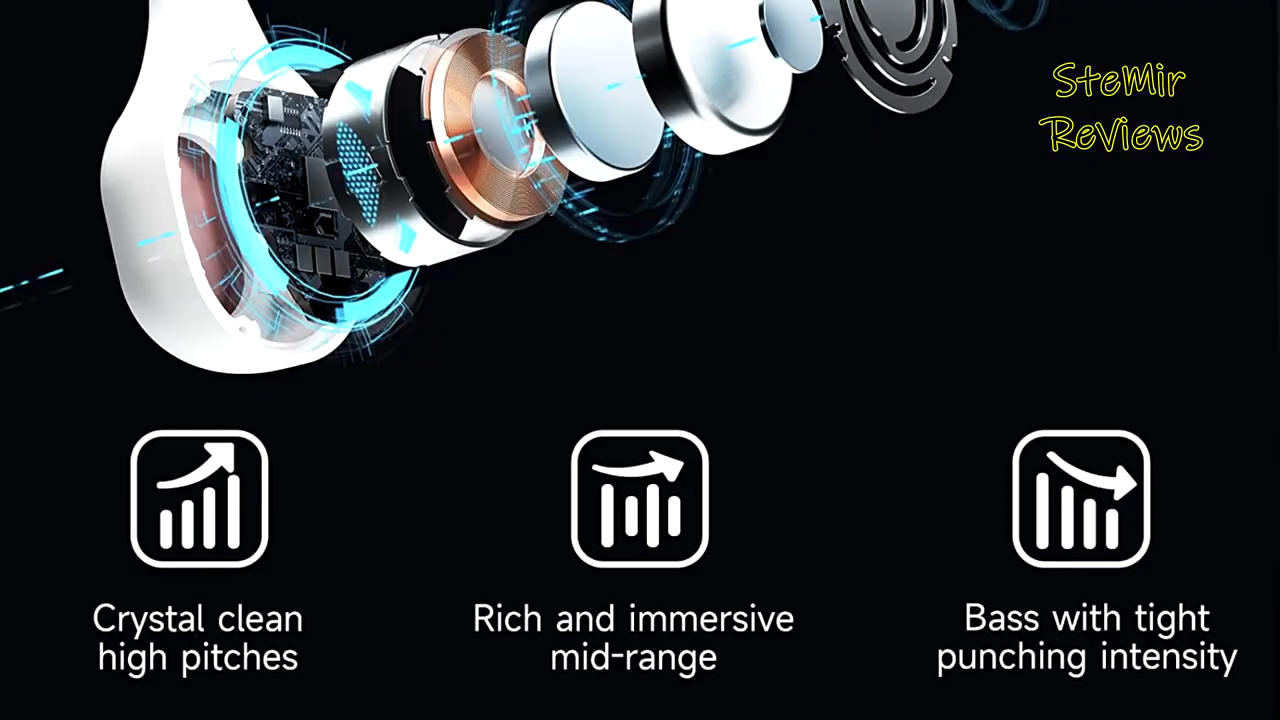 SteMir
ReViews
Crystal clean
high pitches
Rich and immersive
mid-range
Bass with tight
punching intensity